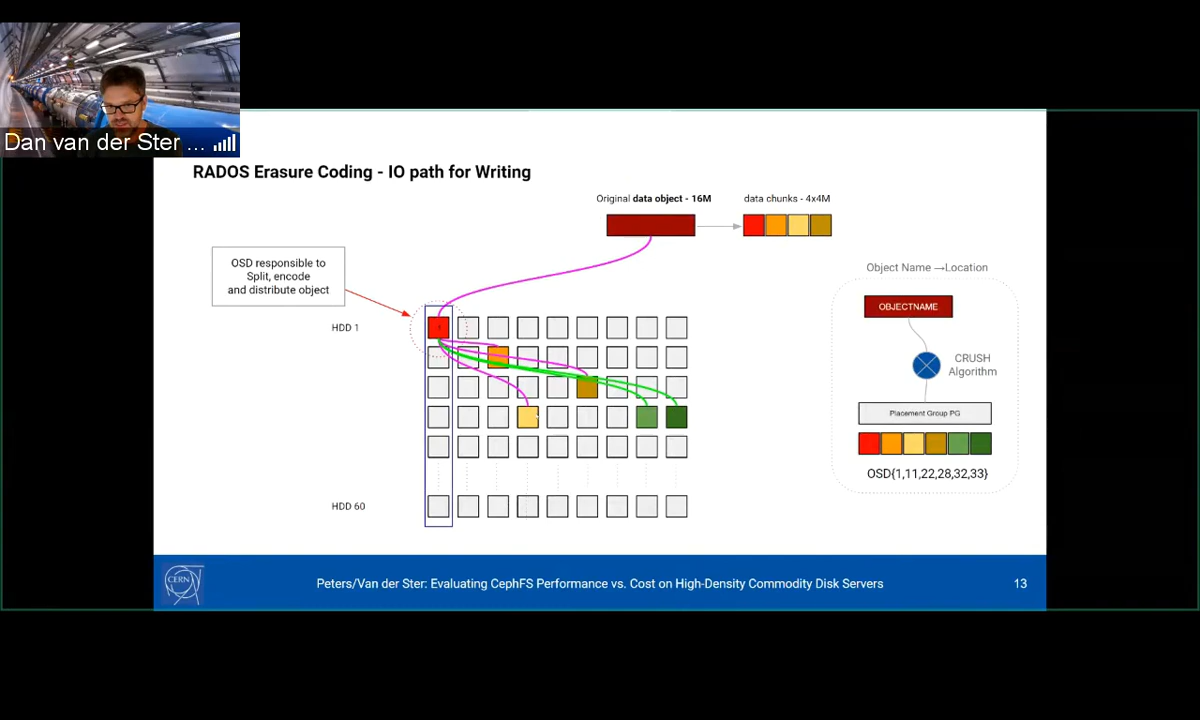 Dan van der Ster ...
RADOS Erasure Coding - IO path for Writing
Original data object - 16M
data chunks - 4x4M
OSD responsible to
Split, encode
and distribute object
HDD 1
HDD 60
Object Name →Location
OBJECTNAME
CRUSH
Algorithm
Placement Group PG
OSD{1,11,22,28,32,33}
CERN
Peters/Van der Ster: Evaluating CephFS Performance vs. Cost on High-Density Commodity Disk Servers
13